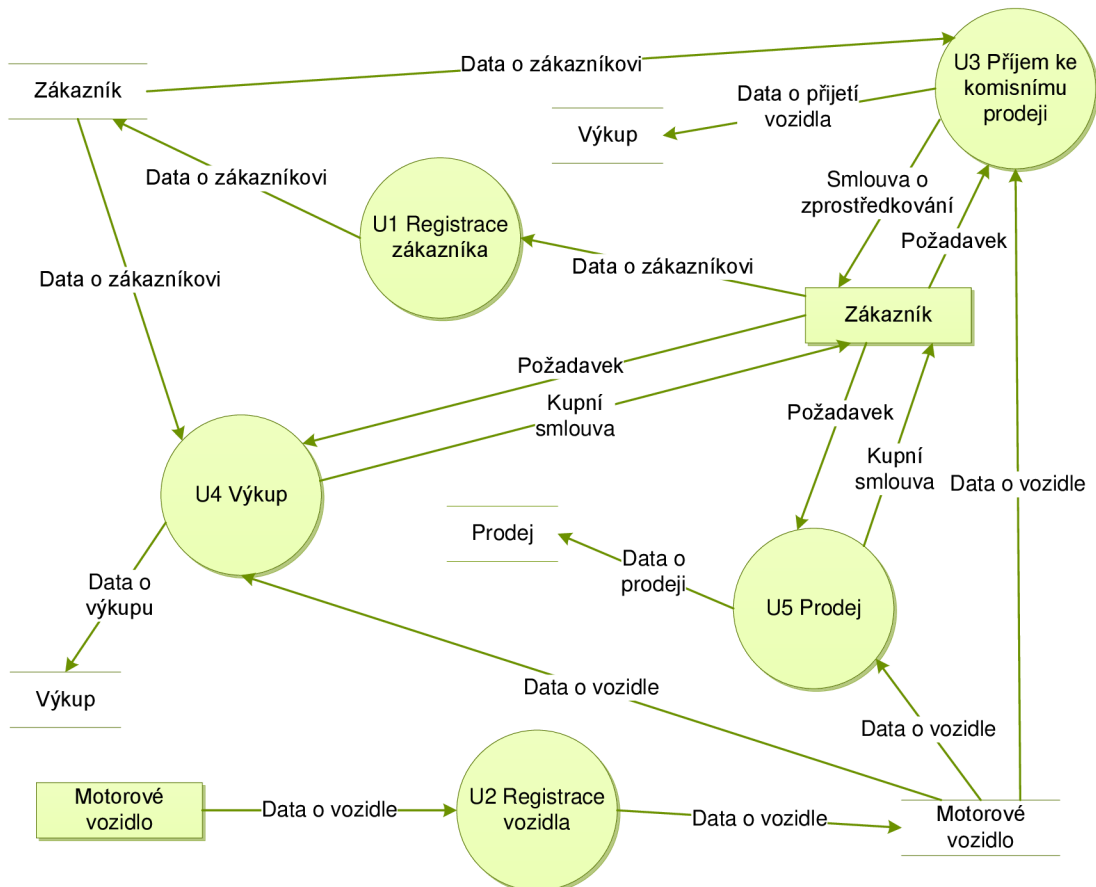 Data o zákazníkovi
U3 Příjem ke
komisnímu
prodeji
Zákazník
Data o přijetí
vozidla
Výkup
Data o zákazníkovi
Smlouva o
zprostředkování
U1 Registrace
zákazníka
Požadavek
Data o zákazníkovi
Data o zákazníkovi
Zákazník
Požadavek
Kupní
smlouva
Požadavek
Kupní
smlouva
Data o vozidle
U4 Výkup
Prodej
Data o
prodeji
Data o
výkupu
U5 Prodej
Výkup
Data o vozidle
Data o vozidle
Motorové
vozidlo
Data o vozidle
U2 Registrace
vozidla
Data o vozidle
Motorové
vozidlo